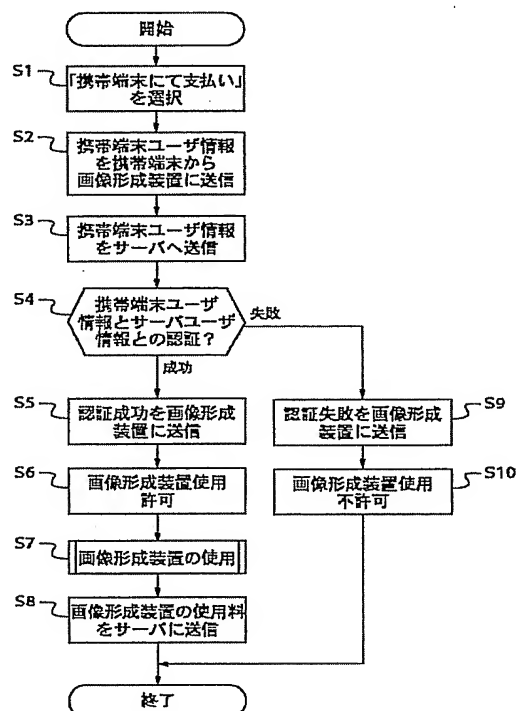 開始
S1
「携帯端末にて支払い」
を選択
S2
携帯端末ユーザ情報
を携帯端末から
画像形成装置に送信
S3
携帯端末ユーザ情報
をサーバへ送信
S4
携帯端末ユーザ
情報とサーバユーザ
情報との認証?
失敗
成功
S5
認証成功を画像形成
装置に送信
S9
認証失敗を画像形成
装置に送信
S6
画像形成装置使用
許可
S10
画像形成装置使用
不許可
S7
画像形成装置の使用
S8
画像形成装置の使用料
をサーバに送信
終了